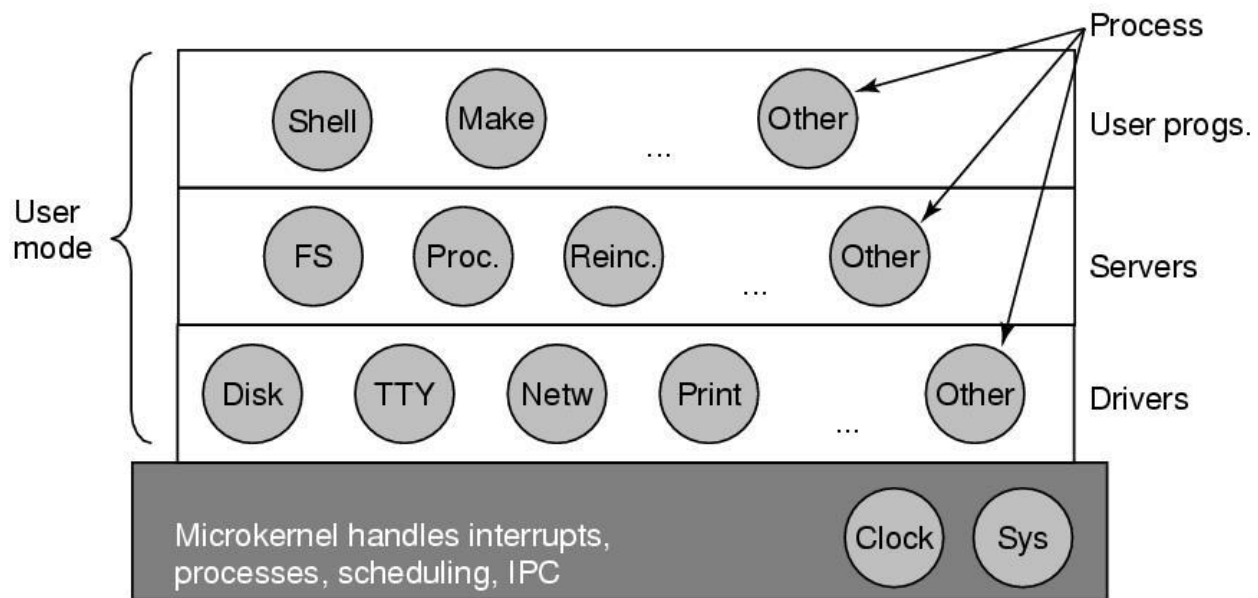 Process
Shell
Make
...
Other
User progs.
User
mode
FS
Proc.
Reinc.
...
Other
Servers
Disk
TTY
Netw
Print
...
Other
Drivers
Microkernel handles interrupts,
processes, scheduling, IPC
Clock
Sys